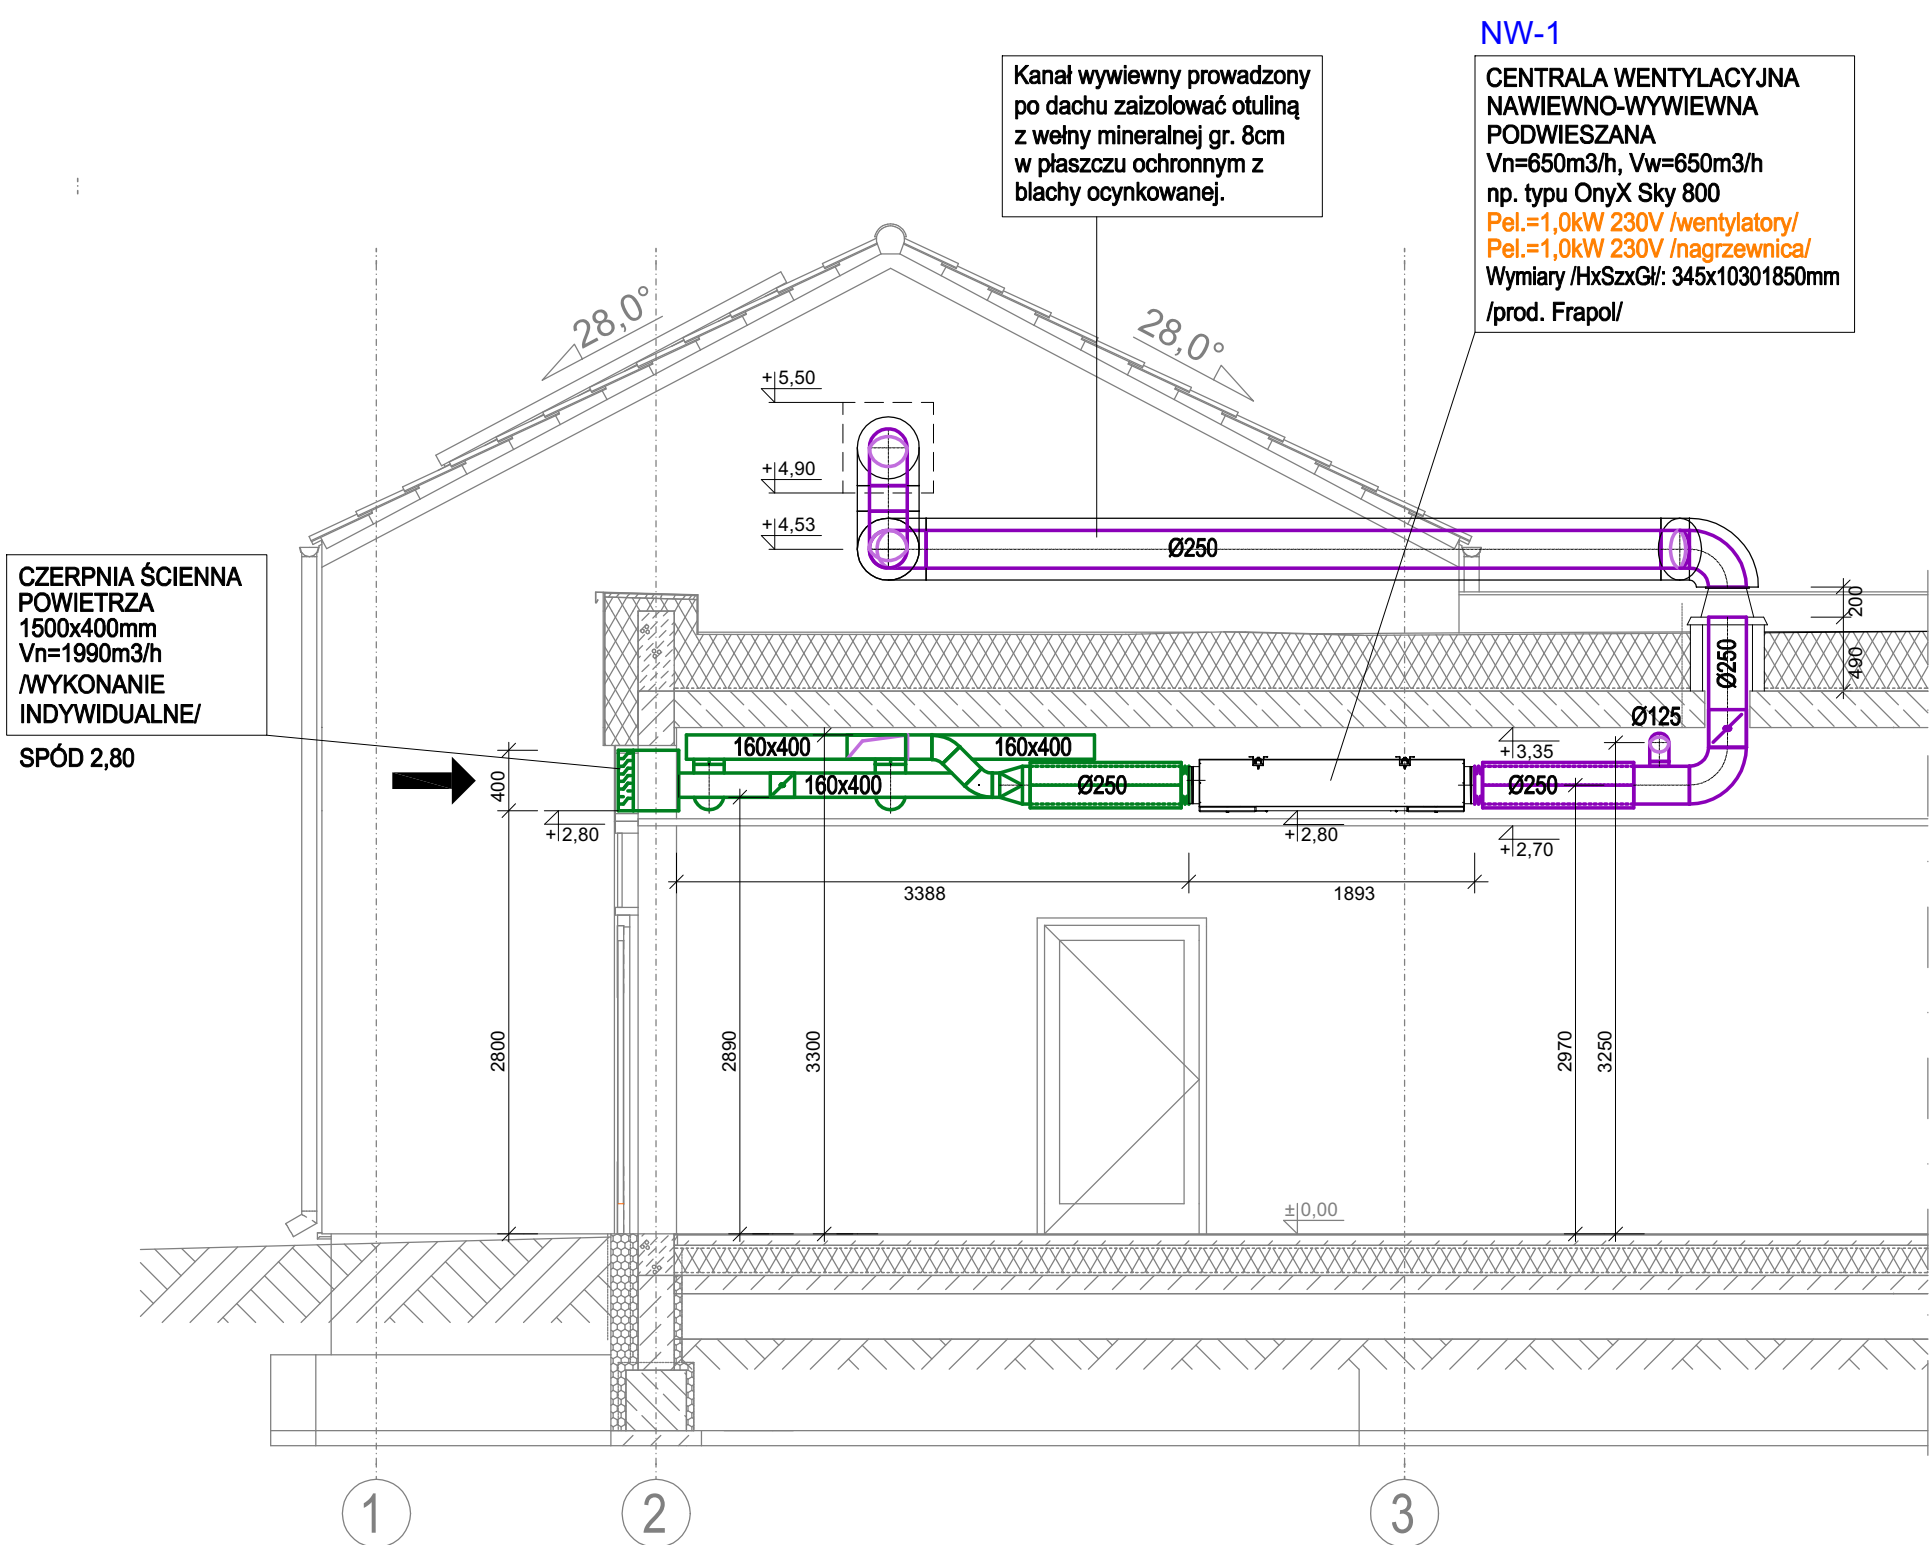 NW-1
Kanał wywiewny prowadzony
po dachu zaizolować otuliną
z wełny mineralnej gr. 8cm
w płaszczu ochronnym z
blachy ocynkowanej.
CENTRALA WENTYLACYJNA
NAWIEWNO-WYWIEWNA
PODWIESZANA
Vn=650m3/h, Vw=650m3/h
np. typu OnyX Sky 800
Pel.=1,0kW 230V /wentylatory/
Pel.=1,0kW 230V /nagrzewnica/
Wymiary /HxSzxGł/: 345x10301850mm
/prod. Frapol/
28,0°
28,0°
+5,50
+4,90
+4,53
Ø250
CZERPNIA ŚCIENNA
POWIETRZA
1500x400mm
Vn=1990m3/h
/WYKONANIE
INDYWIDUALNE/
SPÓD 2,80
200
490
Ø250
Ø125
160x400
160x400
+3,35
400
160x400
Ø250
Ø250
+2,80
+2,80
+2,70
3388
1893
2800
2890
3300
2970
3250
±0,00
1
2
3